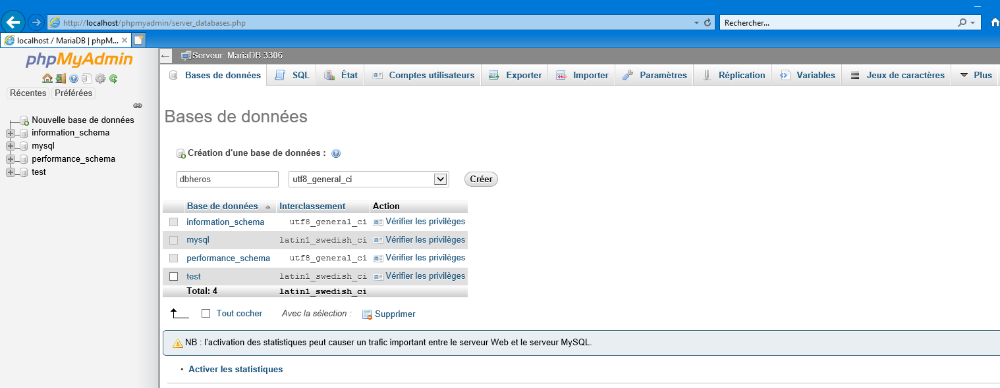 http://localhost/phpmyadmin/server_databases.php
Rechercher...
localhost / MariaDB | phpM...
phpMyAdmin
Récentes Préférées
Nouvelle base de données
information_schema
mysql
performance_schema
test
Serveur: MariaDB:3306
Bases de données SQL État Comptes utilisateurs Exporter Importer Paramètres Réplication Variables Jeux de caractères Plus
Bases de données
Création d'une base de données :
dbheros utf8_general_ci Créer
Base de données Interclassement Action
information_schema utf8_general_ci Vérifier les privilèges
mysql latin1_swedish_ci Vérifier les privilèges
performance_schema utf8_general_ci Vérifier les privilèges
test latin1_swedish_ci Vérifier les privilèges
Total: 4 latin1_swedish_ci
Tout cocher Avec la sélection : Supprimer
NB : l'activation des statistiques peut causer un trafic important entre le serveur Web et le serveur MySQL.
• Activer les statistiques